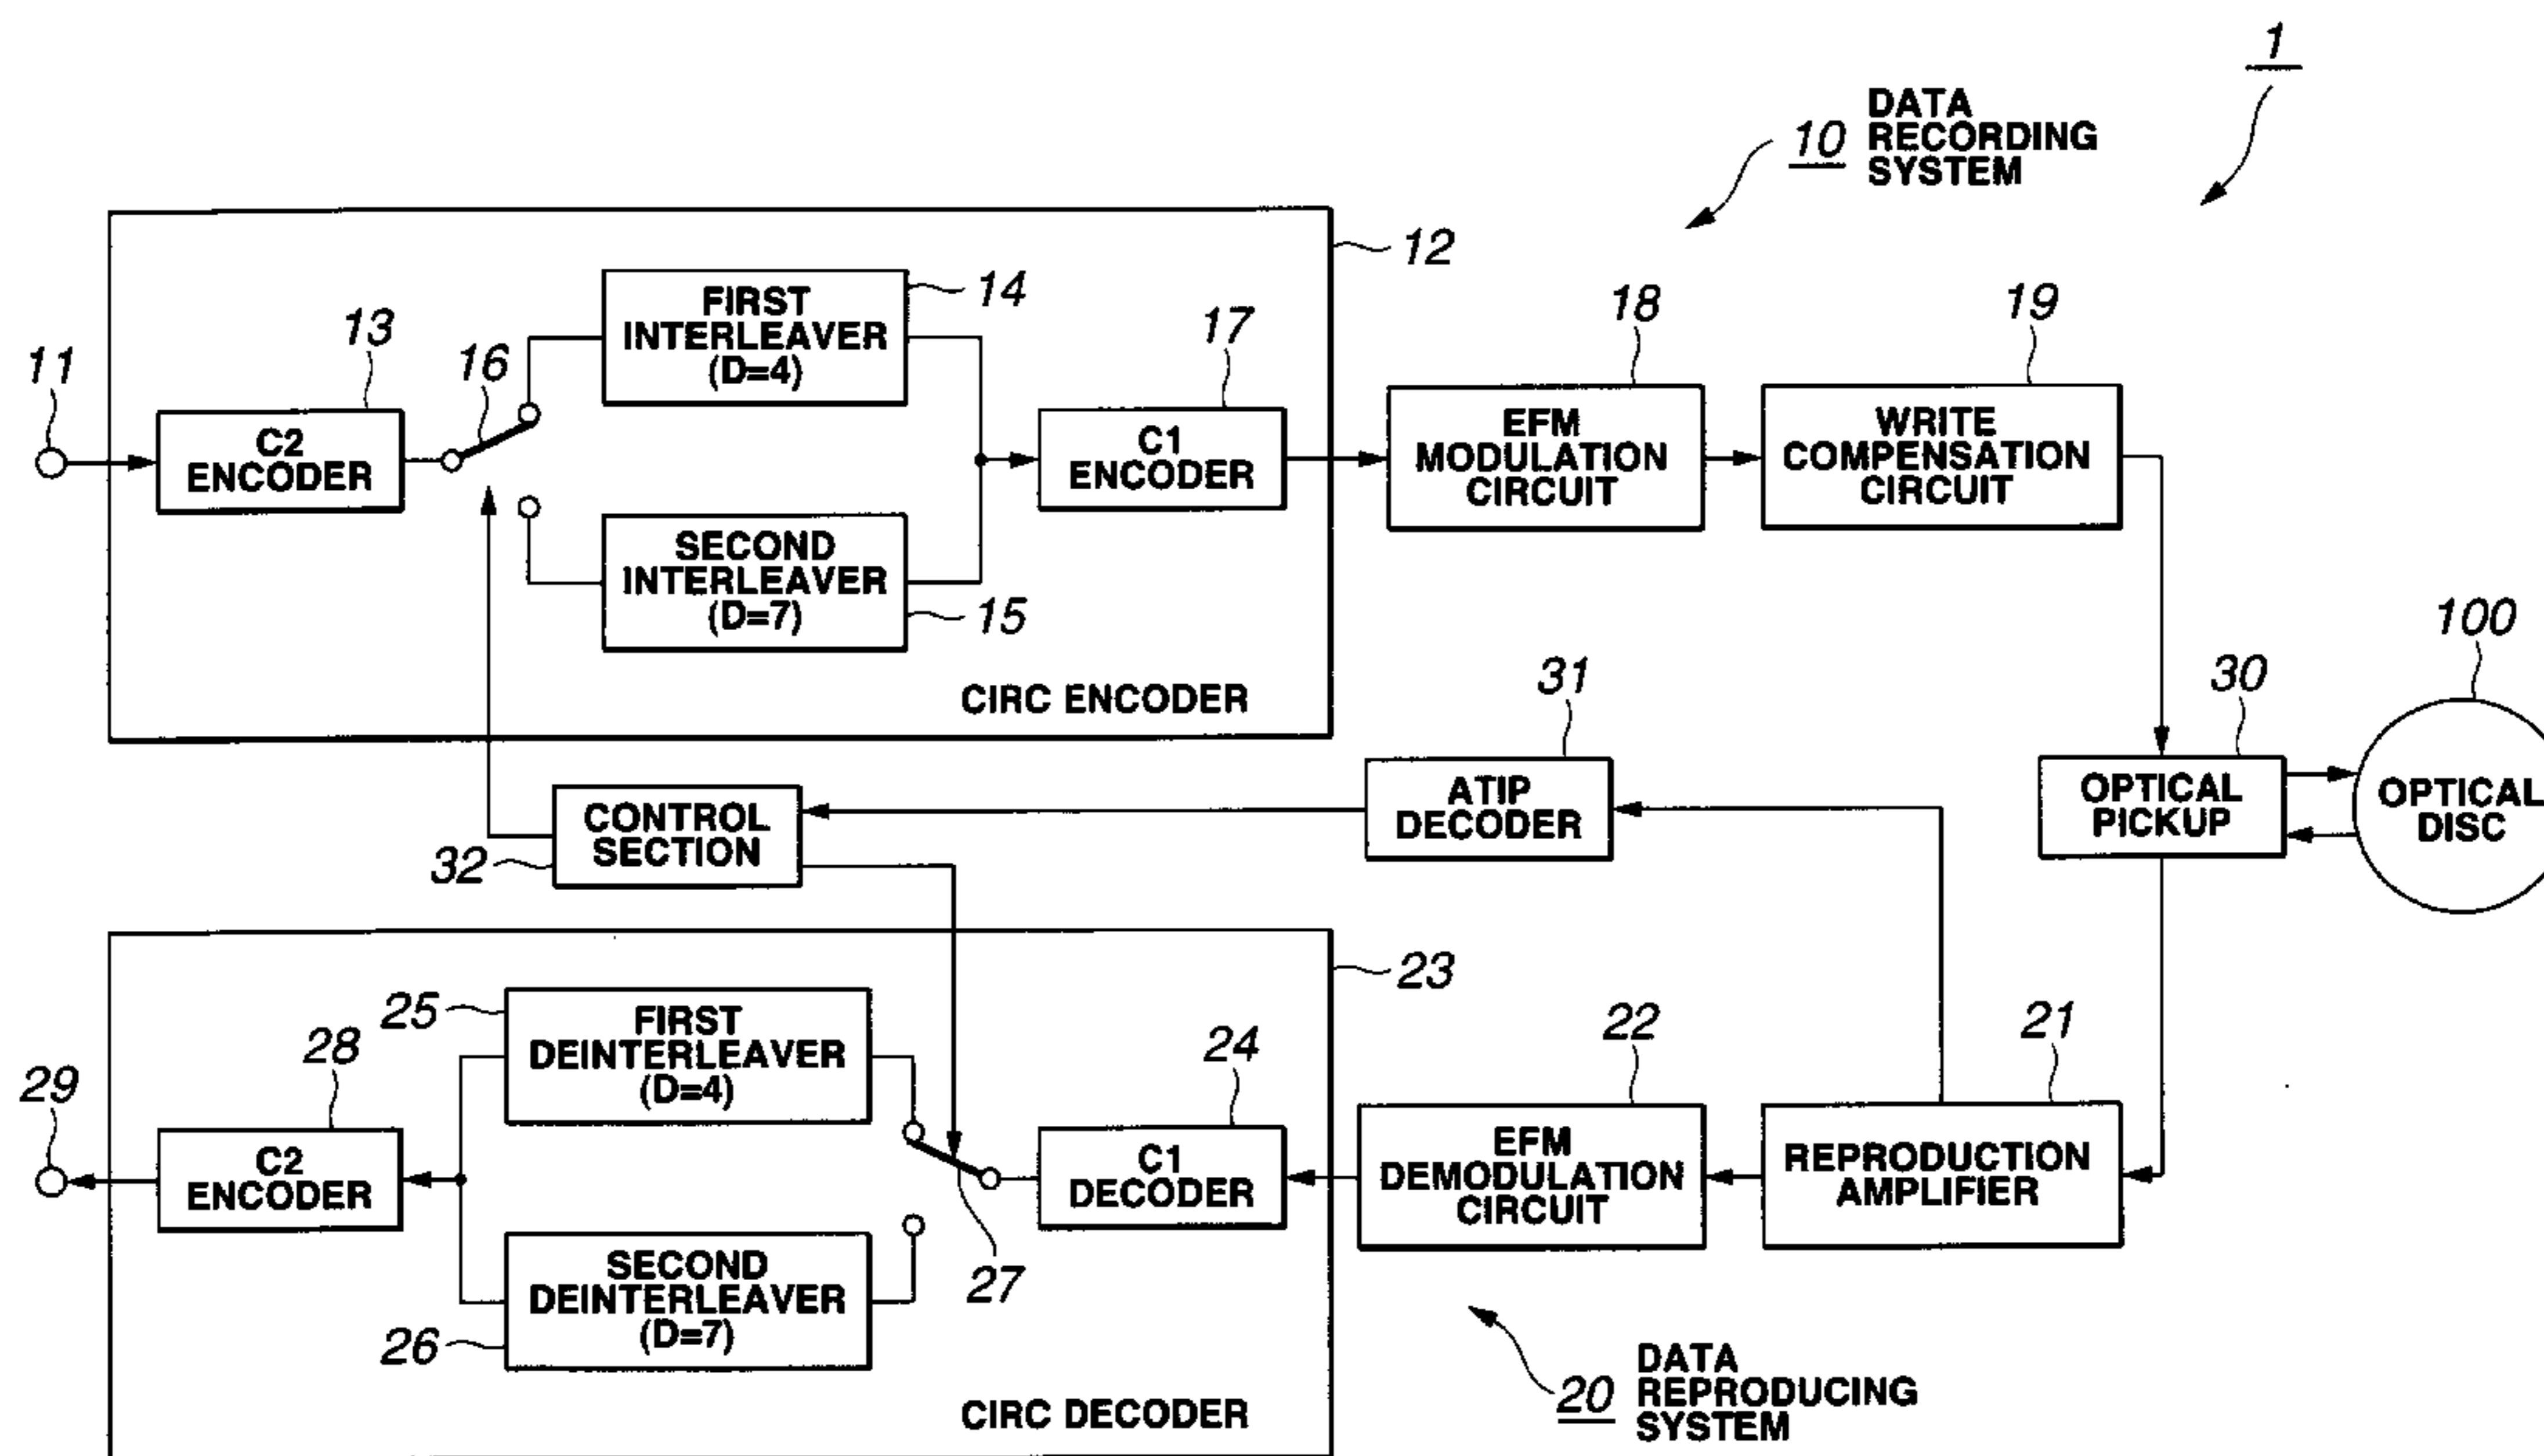 1
10
DATA
RECORDING
SYSTEM
12
11
13
C2
ENCODER
16
14
FIRST
INTERLEAVER
(D=4)
SECOND
INTERLEAVER
(D=7)
15
17
C1
ENCODER
CIRC ENCODER
18
EFM
MODULATION
CIRCUIT
19
WRITE
COMPENSATION
CIRCUIT
100
OPTICAL
DISC
30
OPTICAL
PICKUP
31
ATIP
DECODER
CONTROL
SECTION
32
23
25
FIRST
DEINTERLEAVER
(D=4)
24
C1
DECODER
22
EFM
DEMODULATION
CIRCUIT
21
REPRODUCTION
AMPLIFIER
29
28
C2
ENCODER
27
SECOND
DEINTERLEAVER
(D=7)
26
CIRC DECODER
20
DATA
REPRODUCING
SYSTEM